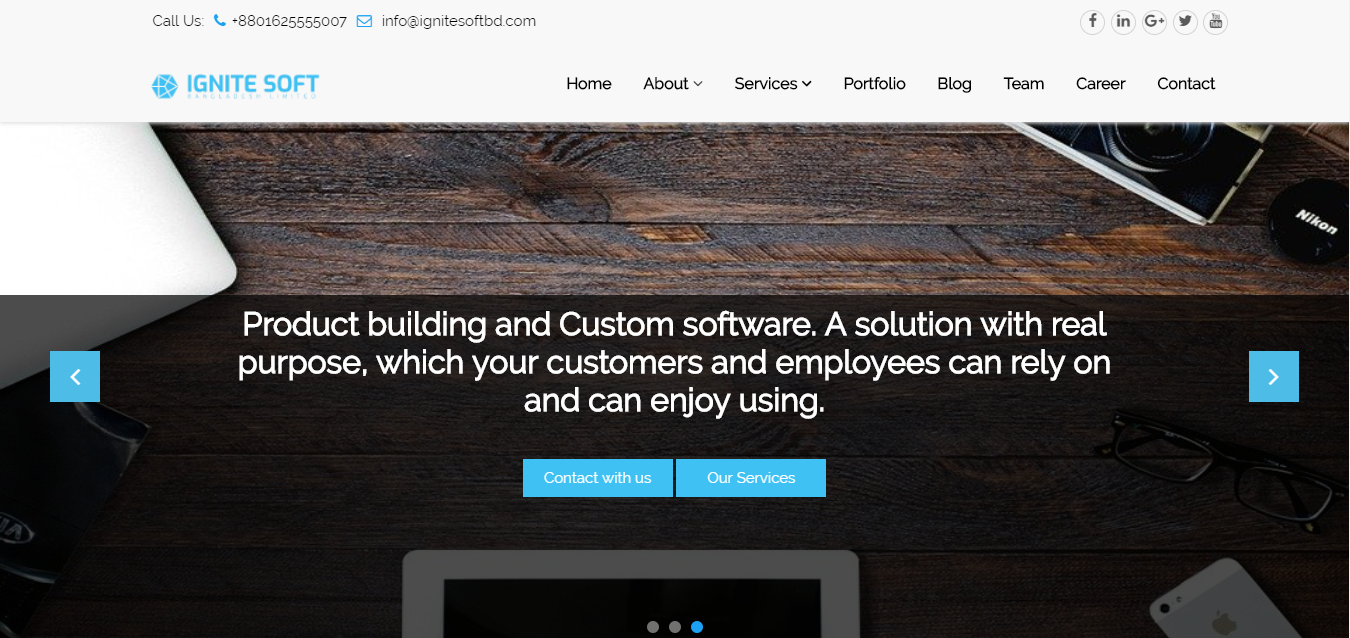 Call Us: +8801625555007 info@ignitesoftbd.com
IGNITE SOFT
BANGLADESH LIMITED
Home About Services Portfolio Blog Team Career Contact
Nikon
Product building and Custom software. A solution with real
purpose, which your customers and employees can rely on
and can enjoy using.
Contact with us Our Services
KIA